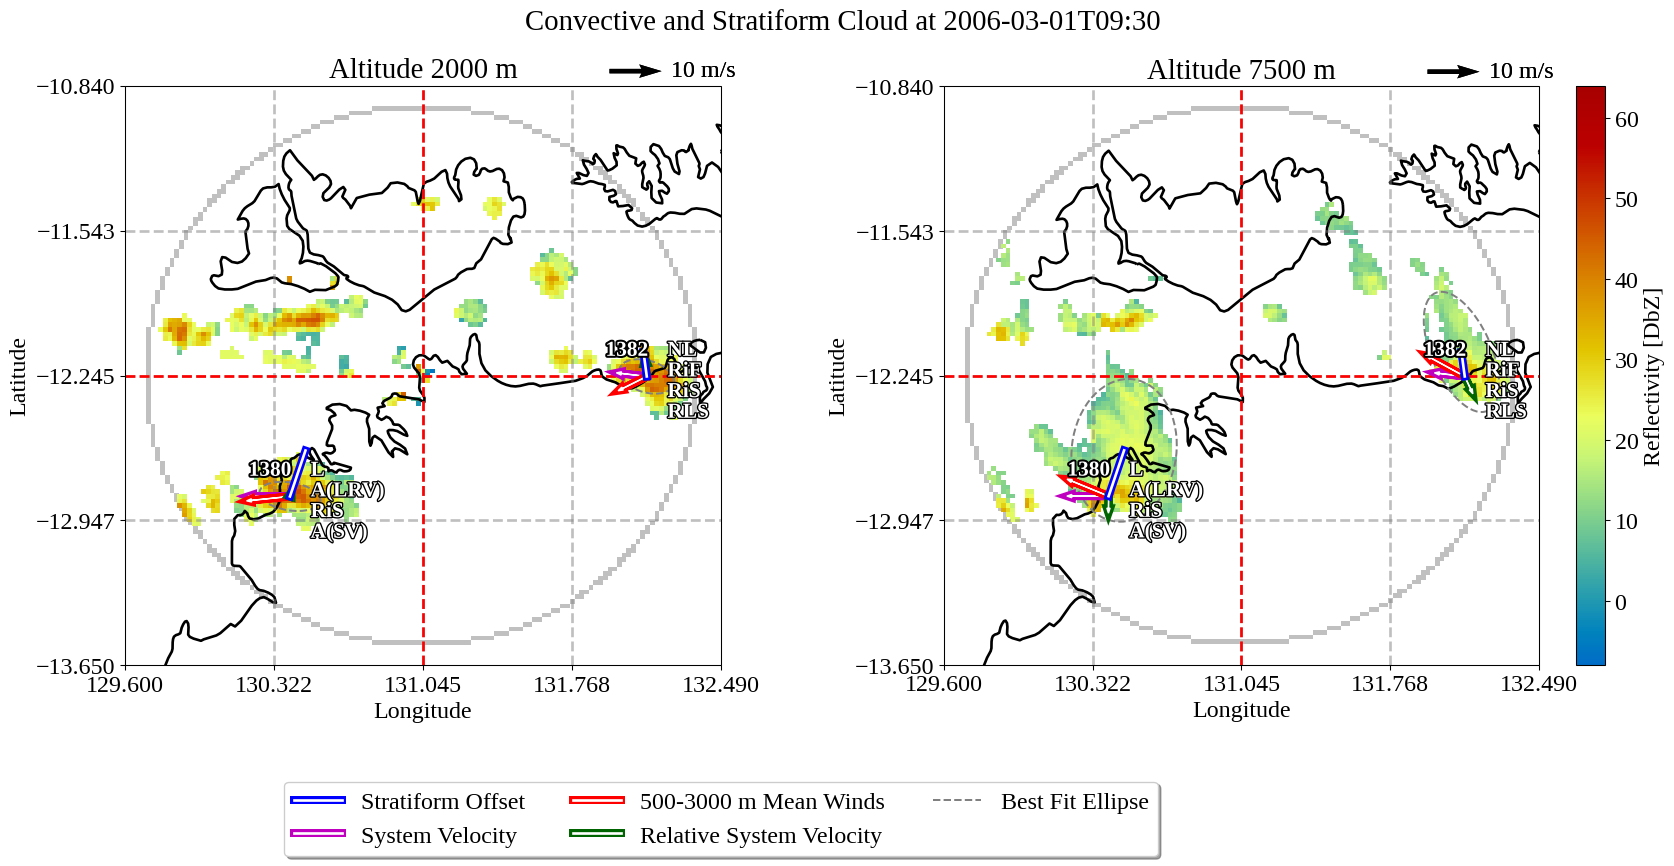 Convective and Stratiform Cloud at 2006-03-01T09:30
Altitude 2000 m
10 m/s
−10.840
−11.543
−12.245
−12.947
−13.650
129.600
130.322
131.045
131.768
132.490
Longitude
Latitude
1382
NL
RiF
RiS
RLS
1380
L
A(LRV)
RiS
A(SV)
Altitude 7500 m
10 m/s
−10.840
−11.543
−12.245
−12.947
−13.650
129.600
130.322
131.045
131.768
132.490
Longitude
Latitude
1382
NL
RiF
RiS
RLS
1380
L
A(LRV)
RiS
A(SV)
60
50
40
30
20
10
0
Reflectivity [DbZ]
Stratiform Offset
System Velocity
500-3000 m Mean Winds
Relative System Velocity
Best Fit Ellipse